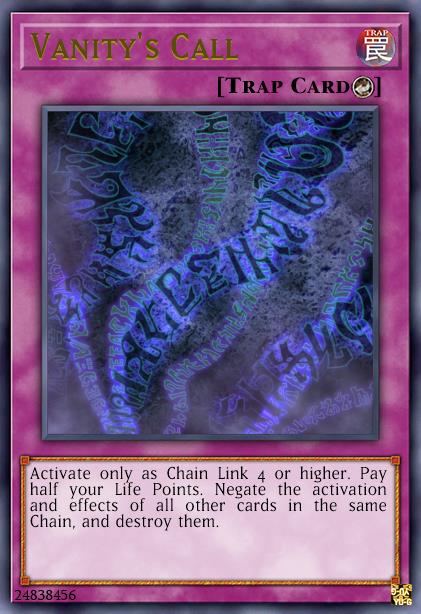 Vanity's Call
TRAP
罠
[Trap Card]
Activate only as Chain Link 4 or higher. Pay
half your Life Points. Negate the activation
and effects of all other cards in the same
Chain, and destroy them.
24838456